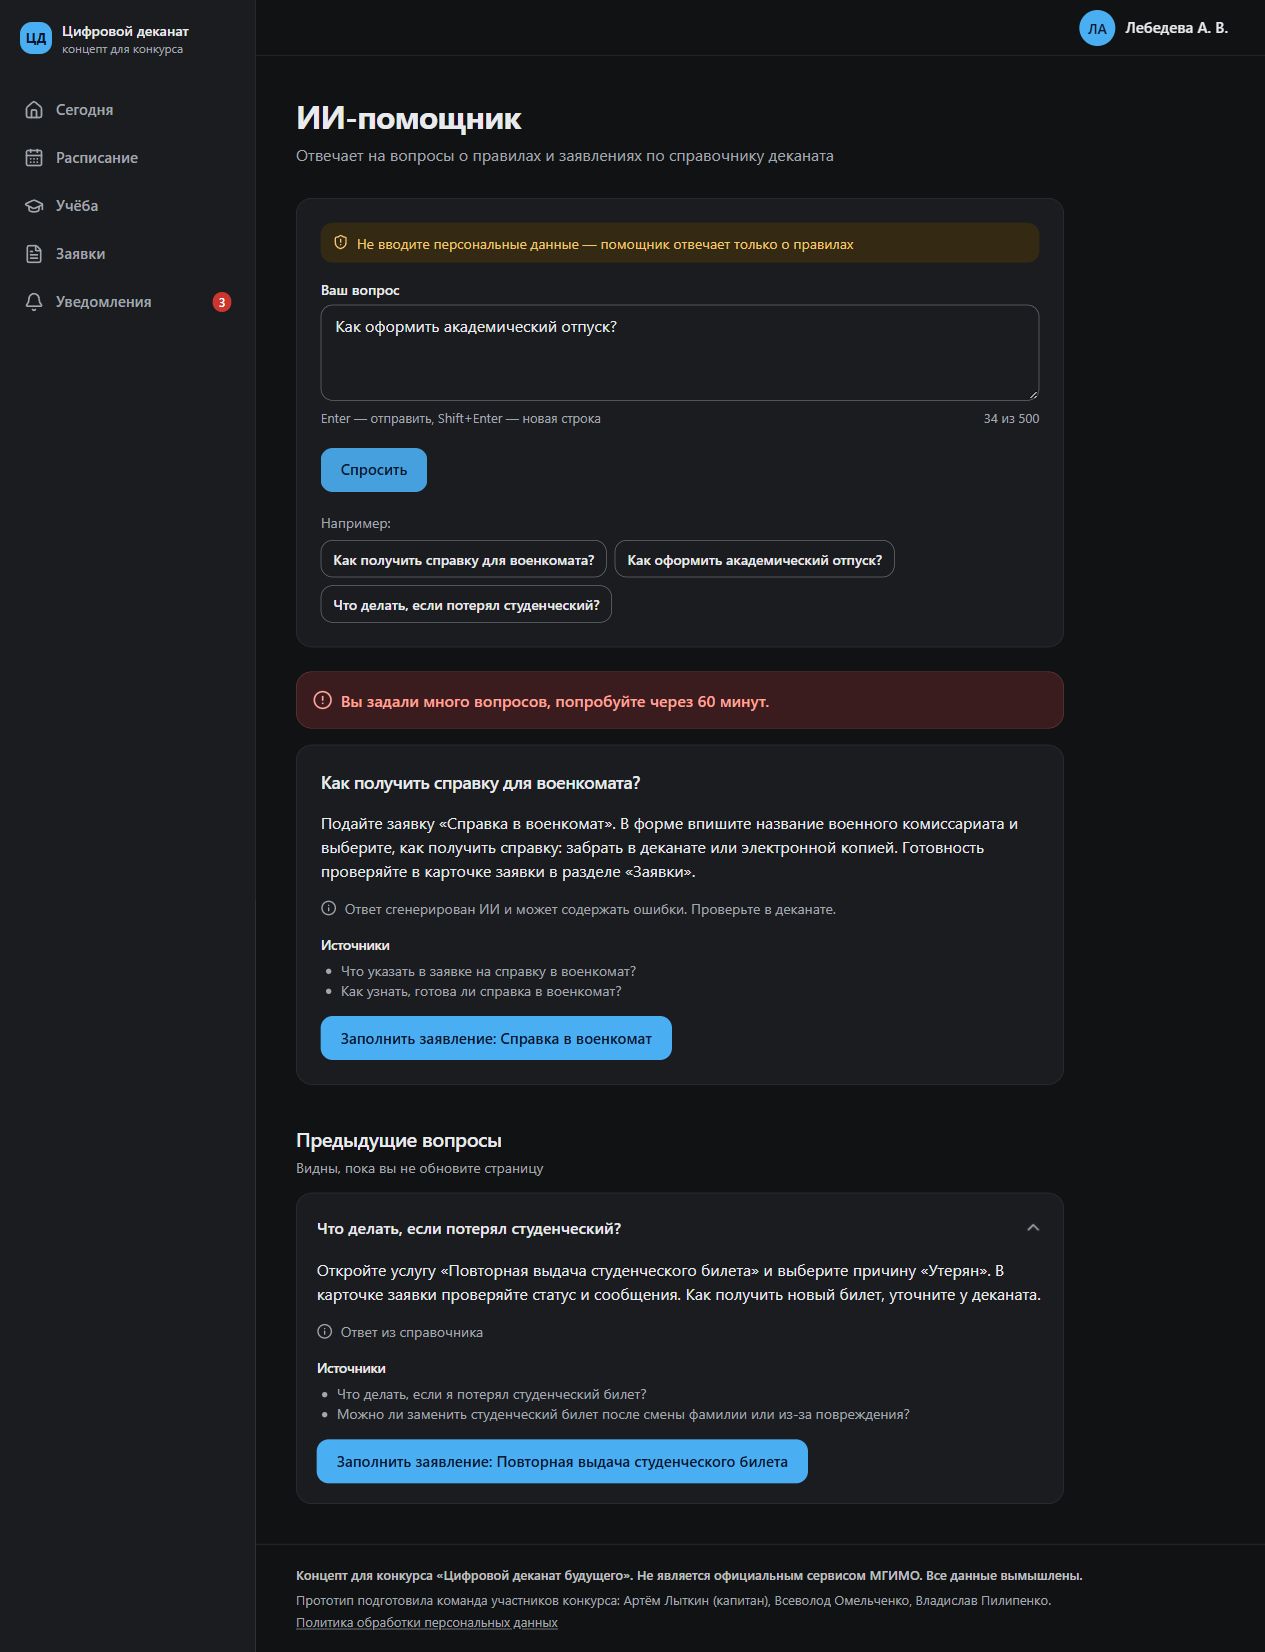 ЦД
Цифровой деканат
концепт для конкурса
ЛА
Лебедева А. В.
Сегодня
Расписание
Учёба
Заявки
Уведомления
3
ИИ-помощник
Отвечает на вопросы о правилах и заявлениях по справочнику деканата
Не вводите персональные данные — помощник отвечает только о правилах
Ваш вопрос
Как оформить академический отпуск?
Enter — отправить, Shift+Enter — новая строка
34 из 500
Спросить
Например:
Как получить справку для военкомата?
Как оформить академический отпуск?
Что делать, если потерял студенческий?
Вы задали много вопросов, попробуйте через 60 минут.
Как получить справку для военкомата?
Подайте заявку «Справка в военкомат». В форме впишите название военного комиссариата и
выберите, как получить справку: забрать в деканате или электронной копией. Готовность
проверяйте в карточке заявки в разделе «Заявки».
Ответ сгенерирован ИИ и может содержать ошибки. Проверьте в деканате.
Источники
Что указать в заявке на справку в военкомат?
Как узнать, готова ли справка в военкомат?
Заполнить заявление: Справка в военкомат
Предыдущие вопросы
Видны, пока вы не обновите страницу
Что делать, если потерял студенческий?
Откройте услугу «Повторная выдача студенческого билета» и выберите причину «Утерян». В
карточке заявки проверяйте статус и сообщения. Как получить новый билет, уточните у деканата.
Ответ из справочника
Источники
Что делать, если я потерял студенческий билет?
Можно ли заменить студенческий билет после смены фамилии или из-за повреждения?
Заполнить заявление: Повторная выдача студенческого билета
Концепт для конкурса «Цифровой деканат будущего». Не является официальным сервисом МГИМО. Все данные вымышлены.
Прототип подготовила команда участников конкурса: Артём Лыткин (капитан), Всеволод Омельченко, Владислав Пилипенко.
Политика обработки персональных данных